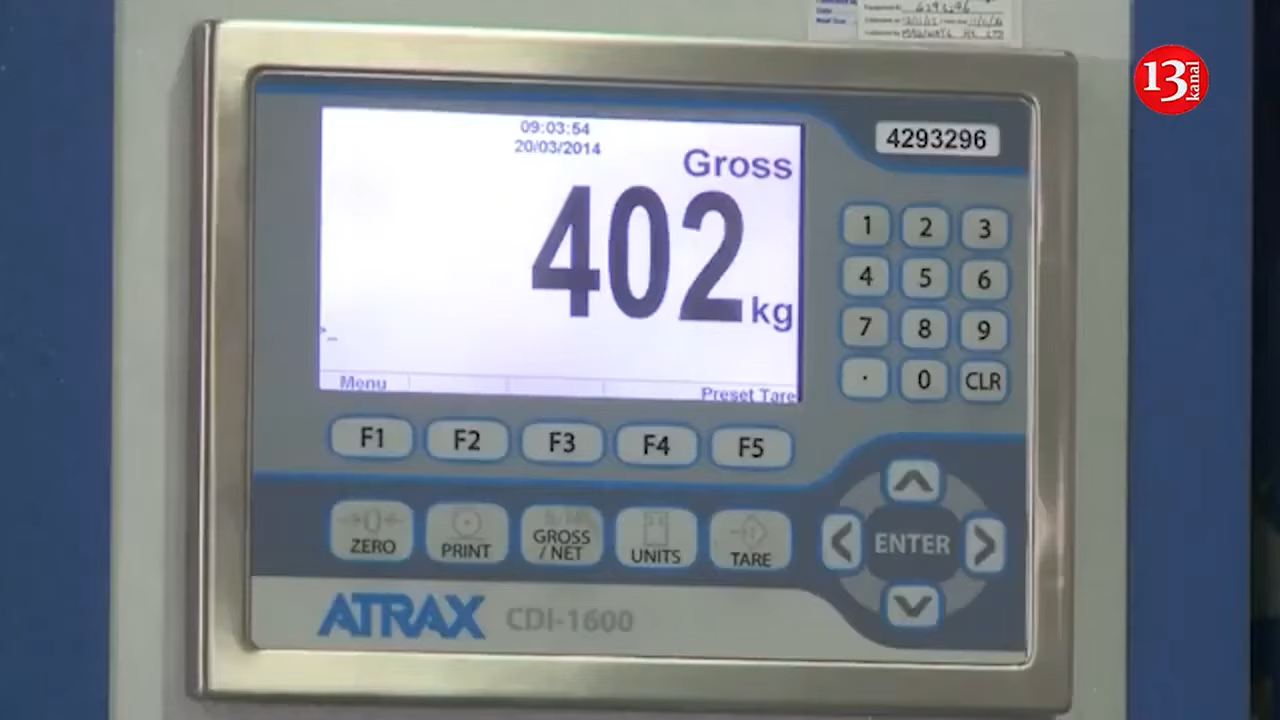 6293296
13
kanal
09:03:54
20/03/2014
Gross
402
kg
>_
Menu
Preset Tare
4293296
1 2 3
4 5 6
7 8 9
. 0 CLR
F1 F2 F3 F4 F5
→0← ZERO
PRINT
GROSS
/ NET
UNITS
TARE
ENTER
ATRAX CDI-1600